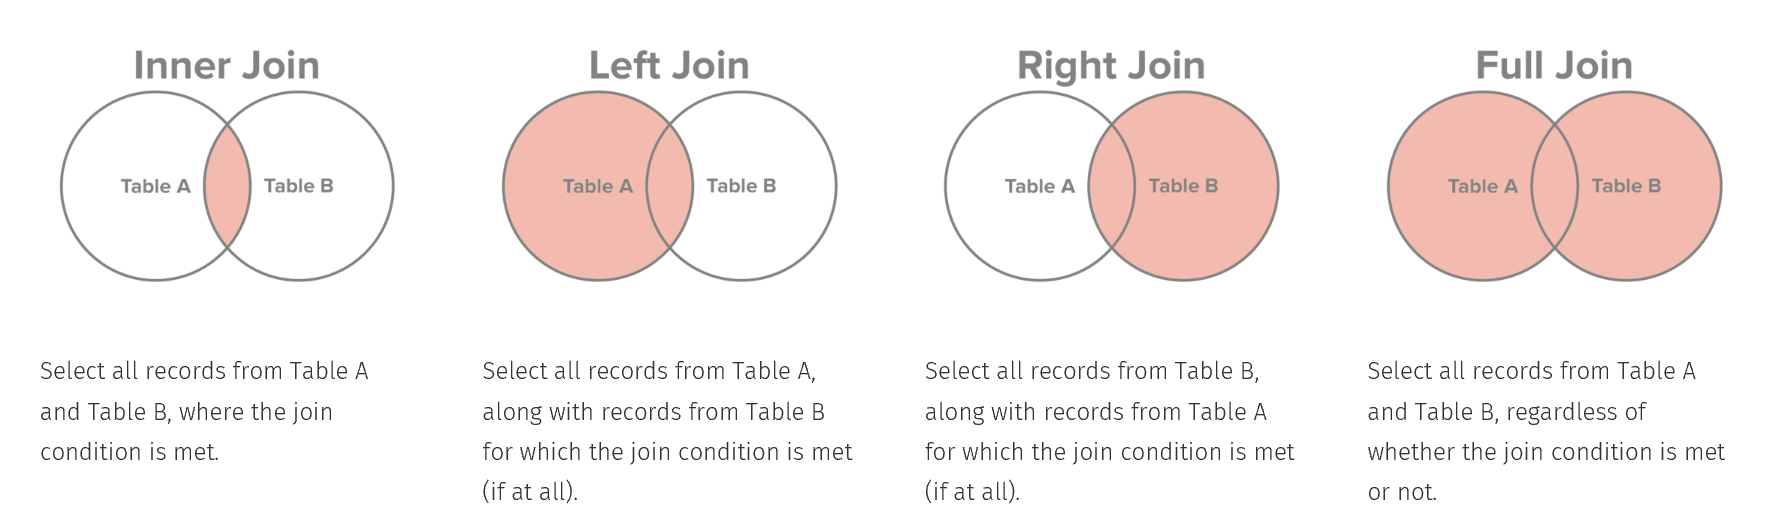 Inner Join
Table A
Table B
Select all records from Table A
and Table B, where the join
condition is met.
Left Join
Table A
Table B
Select all records from Table A,
along with records from Table B
for which the join condition is met
(if at all).
Right Join
Table A
Table B
Select all records from Table B,
along with records from Table A
for which the join condition is met
(if at all).
Full Join
Table A
Table B
Select all records from Table A
and Table B, regardless of
whether the join condition is met
or not.